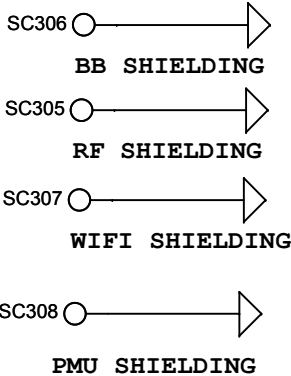 SC306
BB SHIELDING
SC305
RF SHIELDING
SC307
WIFI SHIELDING
SC308
PMU SHIELDING